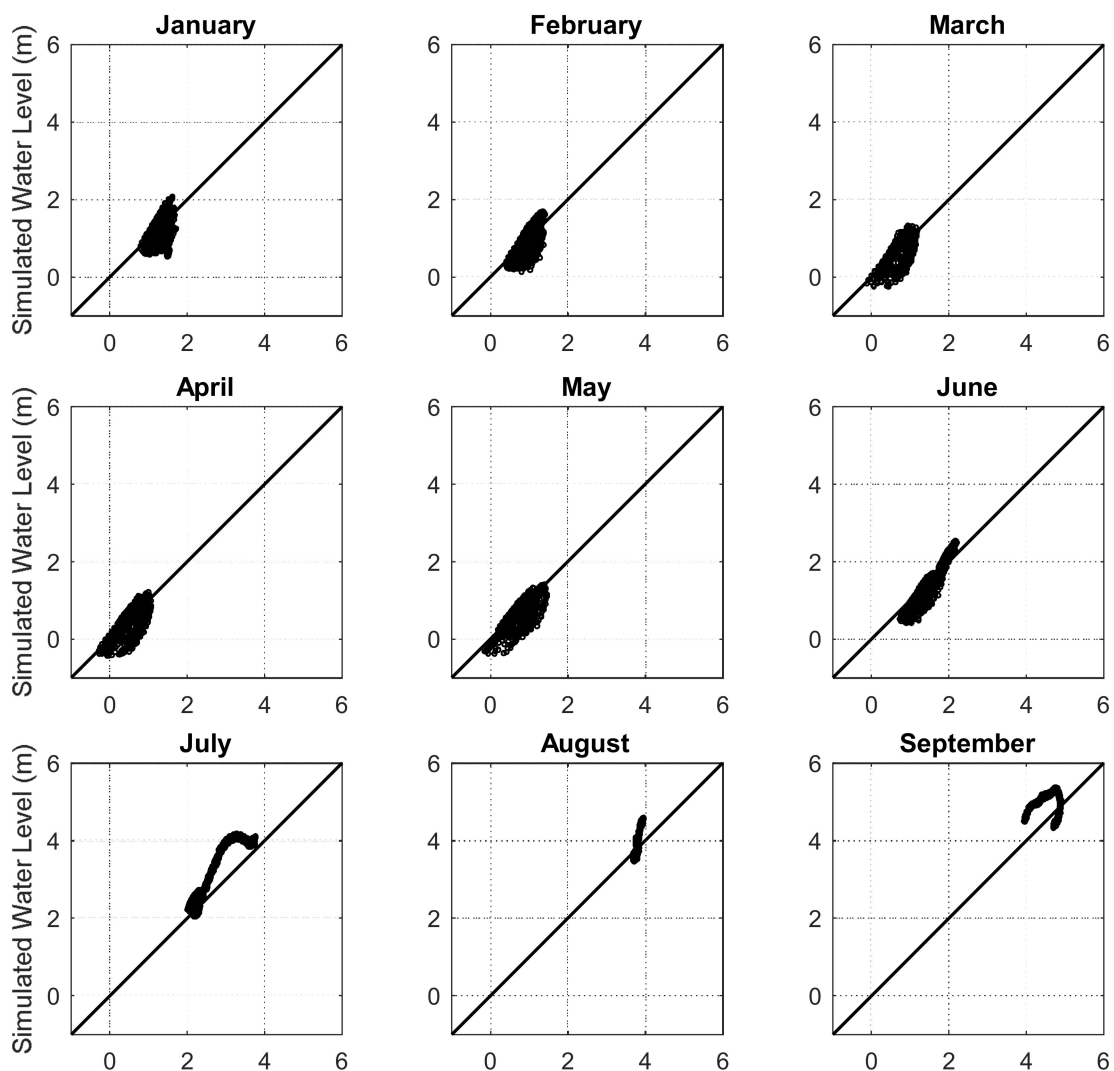 January February March
Simulated Water Level (m)
6 6 6
4 4 4
2 2 2
0 0 0
0 2 4 6 0 2 4 6 0 2 4 6
April May June
Simulated Water Level (m)
6 6 6
4 4 4
2 2 2
0 0 0
0 2 4 6 0 2 4 6 0 2 4 6
July August September
Simulated Water Level (m)
6 6 6
4 4 4
2 2 2
0 0 0
0 2 4 6 0 2 4 6 0 2 4 6